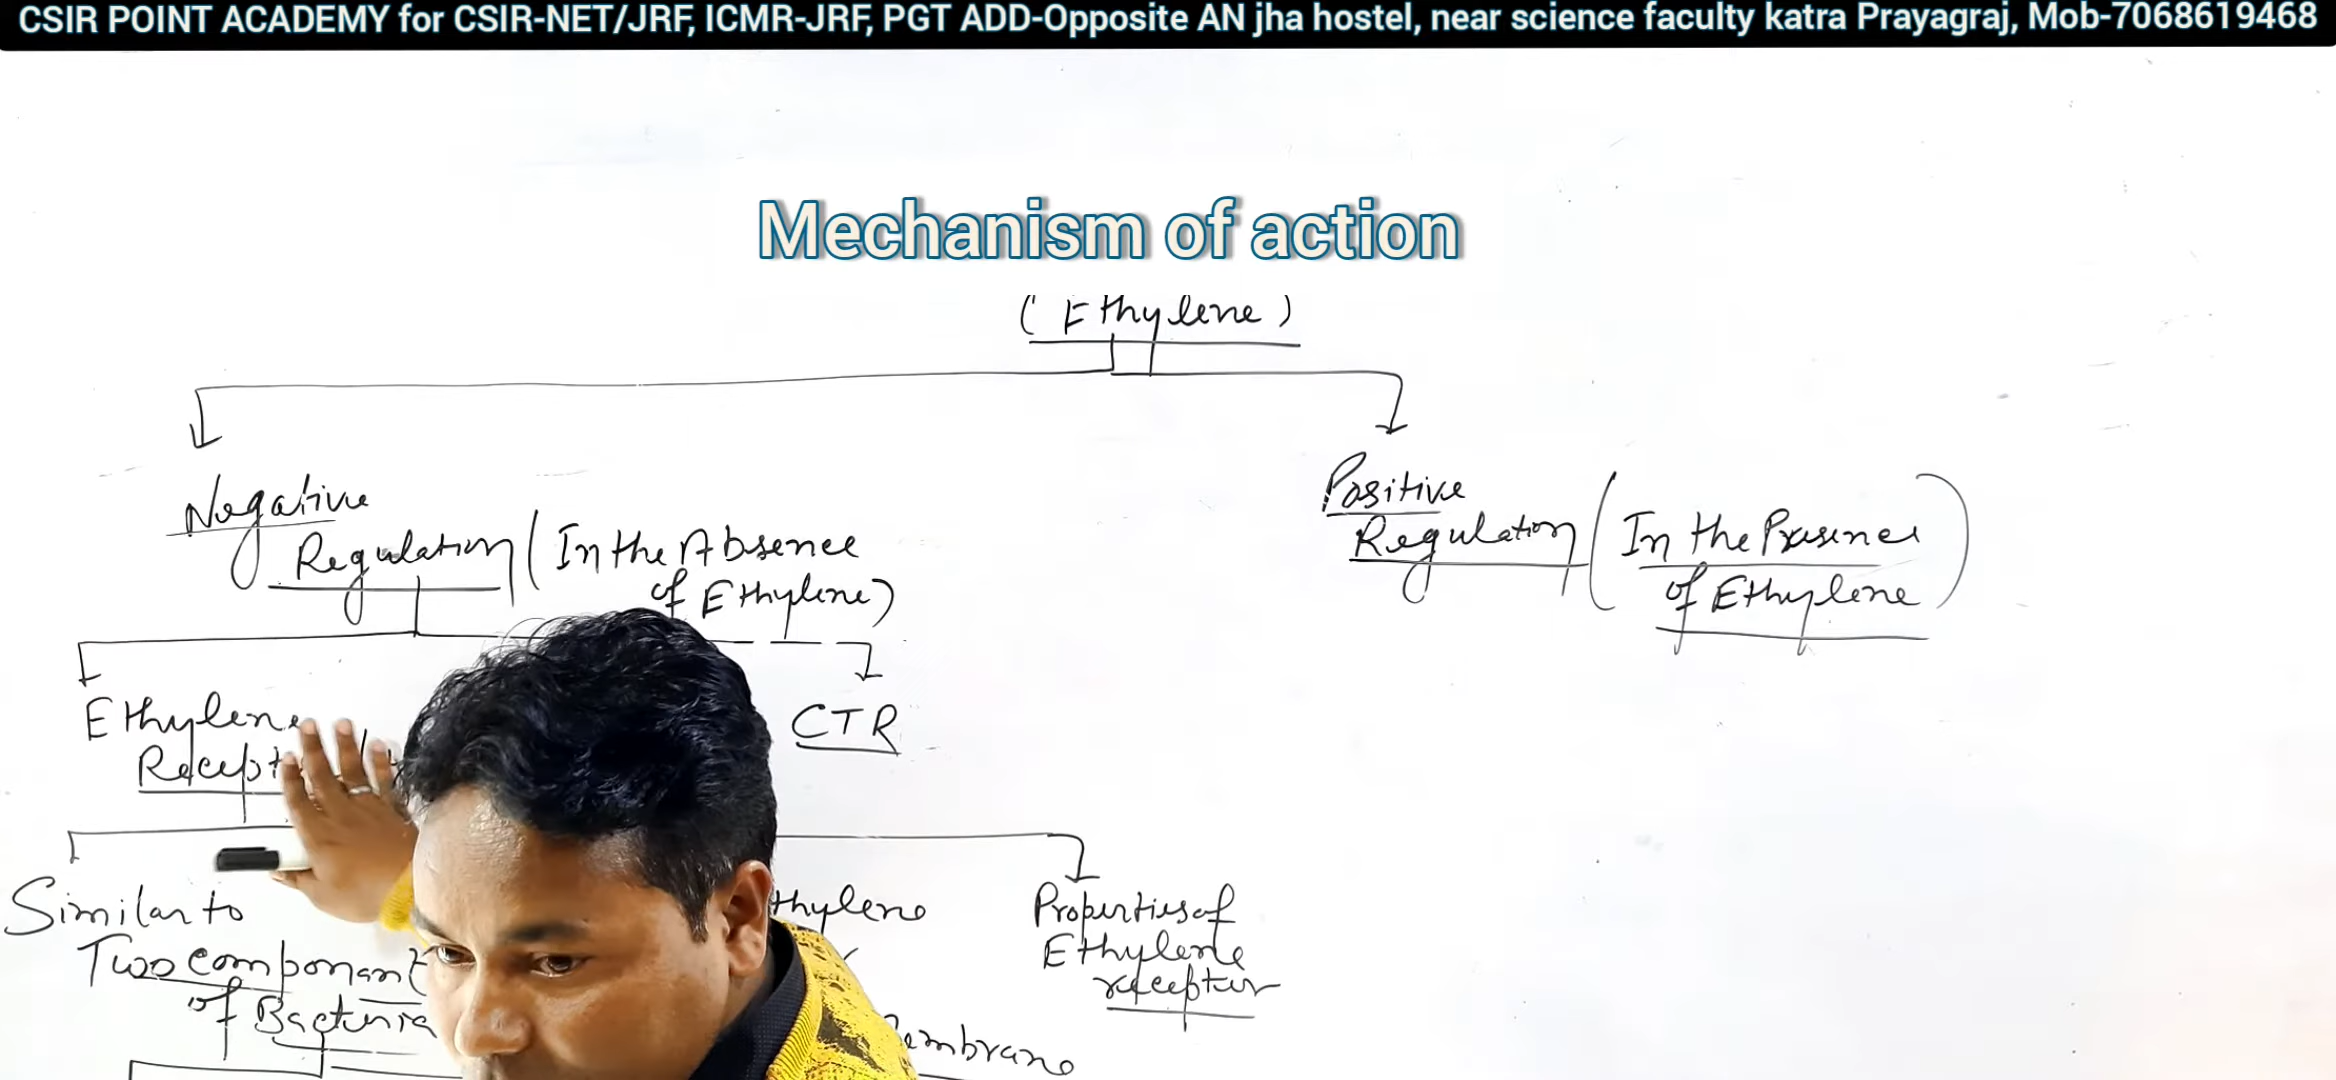 CSIR POINT ACADEMY for CSIR-NET/JRF, ICMR-JRF, PGT ADD-Opposite AN jha hostel, near science faculty katra Prayagraj, Mob-7068619468
Mechanism of action
(Ethylene)
Negative
Regulation (In the Absence
of Ethylene)
Positive
Regulation (In the Presence
of Ethylene)
Ethylene
CTR
Similar to
Two componant
of Bacteria
Properties of
Ethylene
receptor